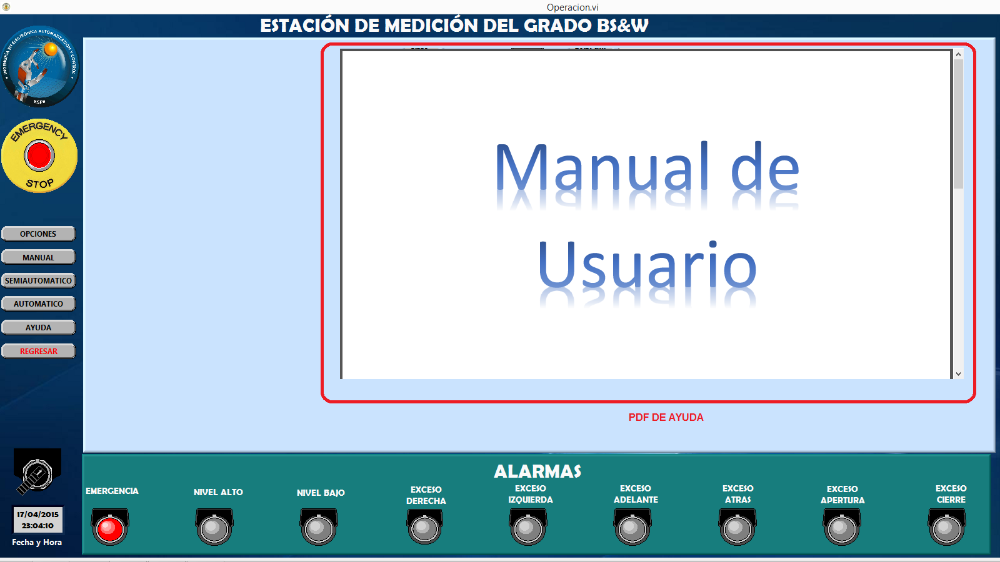 Operacion.vi
ESTACIÓN DE MEDICIÓN DEL GRADO BS&W
INGENIERÍA EN ELECTRÓNICA AUTOMATIZACIÓN Y CONTROL
ESPE
EMERGENCY
STOP
OPCIONES
MANUAL
SEMIAUTOMATICO
AUTOMATICO
AYUDA
REGRESAR
Manual de
Usuario
PDF DE AYUDA
ALARMAS
EMERGENCIA
NIVEL ALTO
NIVEL BAJO
EXCESO
DERECHA
EXCESO
IZQUIERDA
EXCESO
ADELANTE
EXCESO
ATRAS
EXCESO
APERTURA
EXCESO
CIERRE
17/04/2015
23:04:10
Fecha y Hora